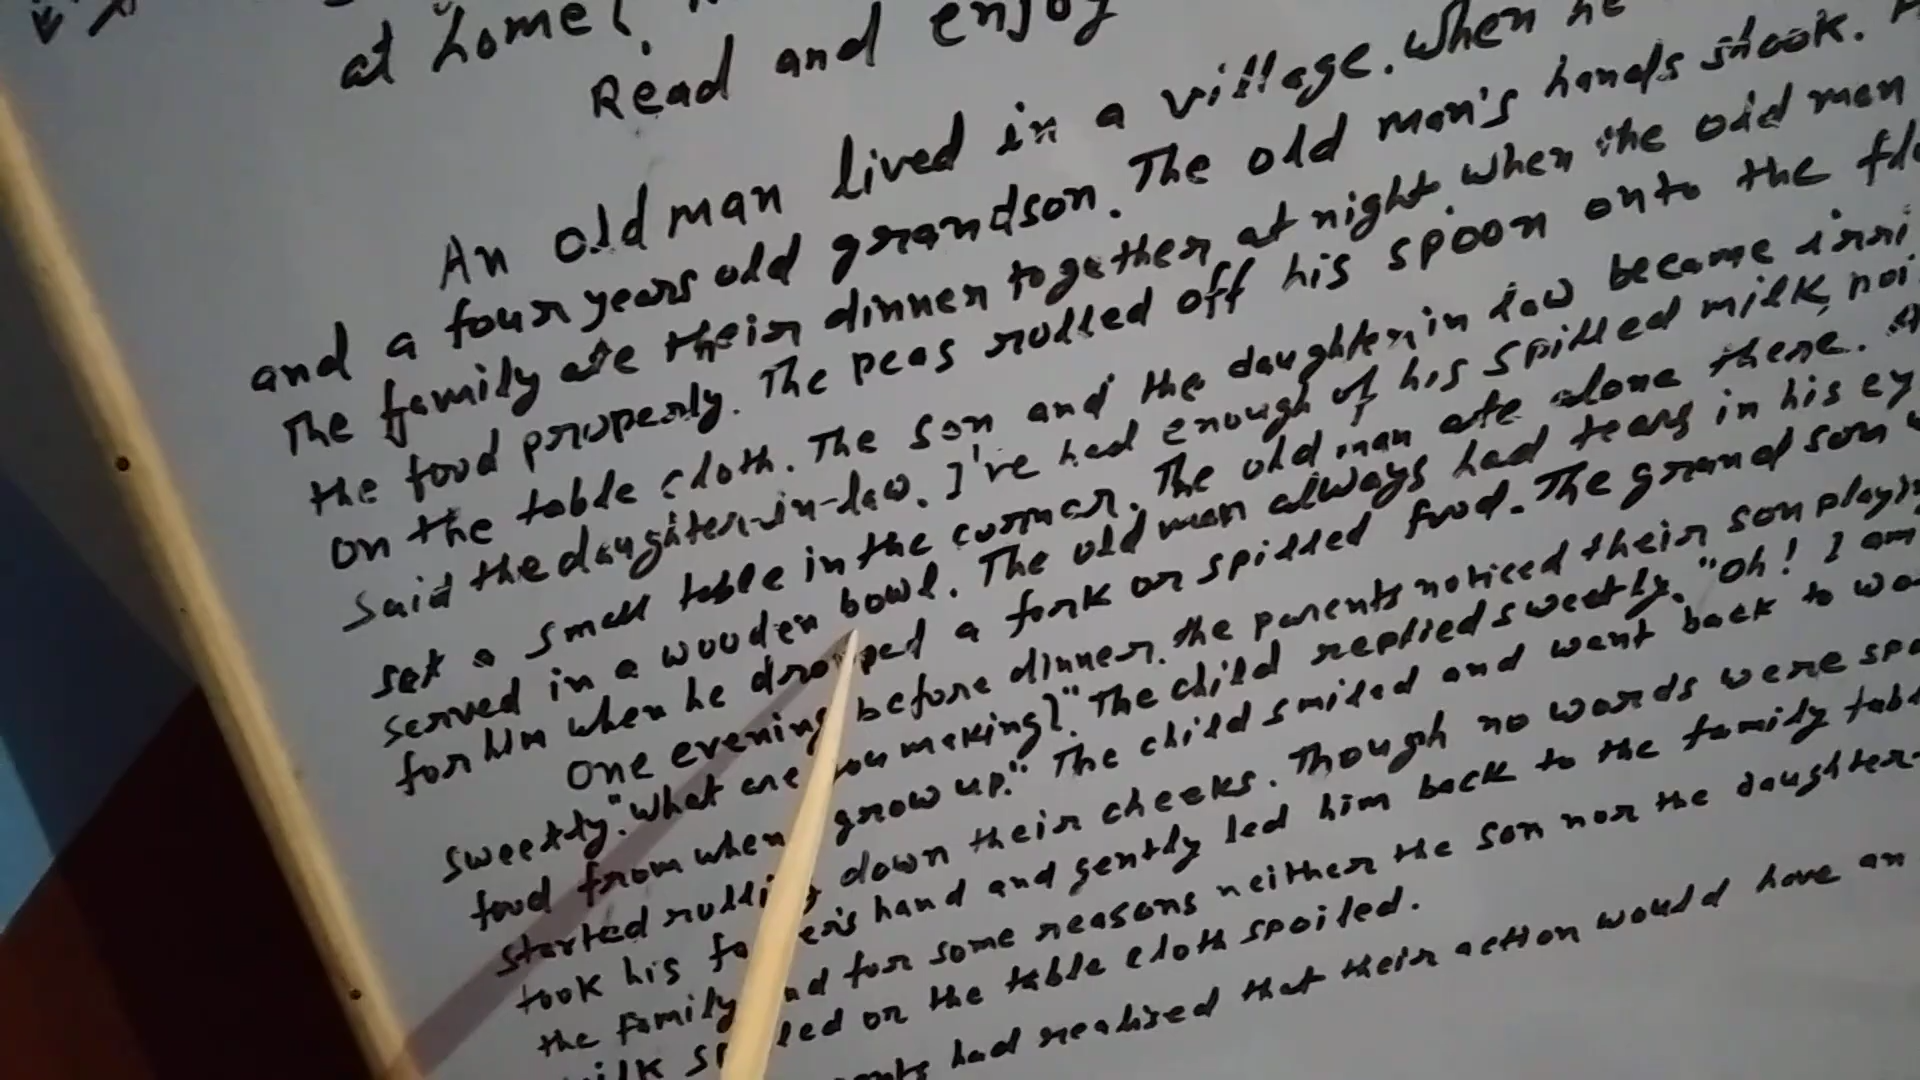 at home?
Read and enjoy
An old man lived in a village. When he
and a four years old grandson. The old man's hands shook.
The family ate their dinner together at night. when the old man
the food properly. The peas rolled off his spoon onto the
on the table cloth. The son and the daughter in law became
said the daughter-in-law. I've had enough of his spilled milk,
set a small table in the corner. The old man ate alone there.
served in a wooden bowl. The old man always had tears in his
for him when he dropped a fork or spilled food. The grand son
One evening before dinner. the parents noticed their son
sweetly. "What are you making?" The child replied sweetly. "Oh! I am
food from when grow up." The child smiled and went back to
started rolling down their cheeks. Though no words were
took his father's hand and gently led him back to the family
the family and for some reasons neither the son nor the daughter-
milk spilled or the table cloth spoiled.
had realized that their action would have an